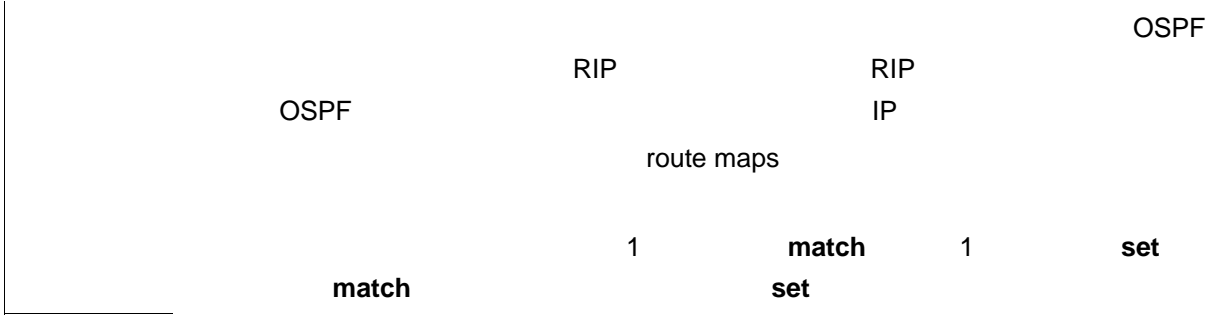 OSPF
RIP RIP
OSPF IP
route maps
1 match 1 set
match set